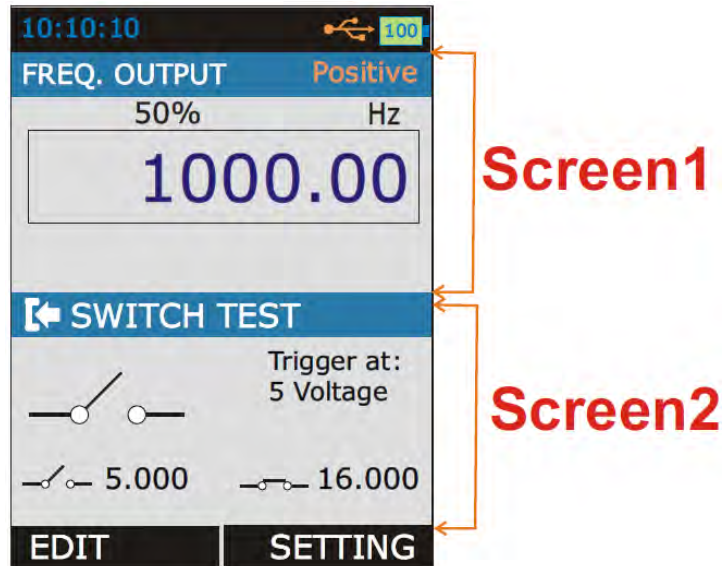 10:10:10 100
FREQ. OUTPUT Positive
50% Hz
1000.00
Screen1
SWITCH TEST
Trigger at:
5 Voltage
Screen2
5.000 16.000
EDIT SETTING